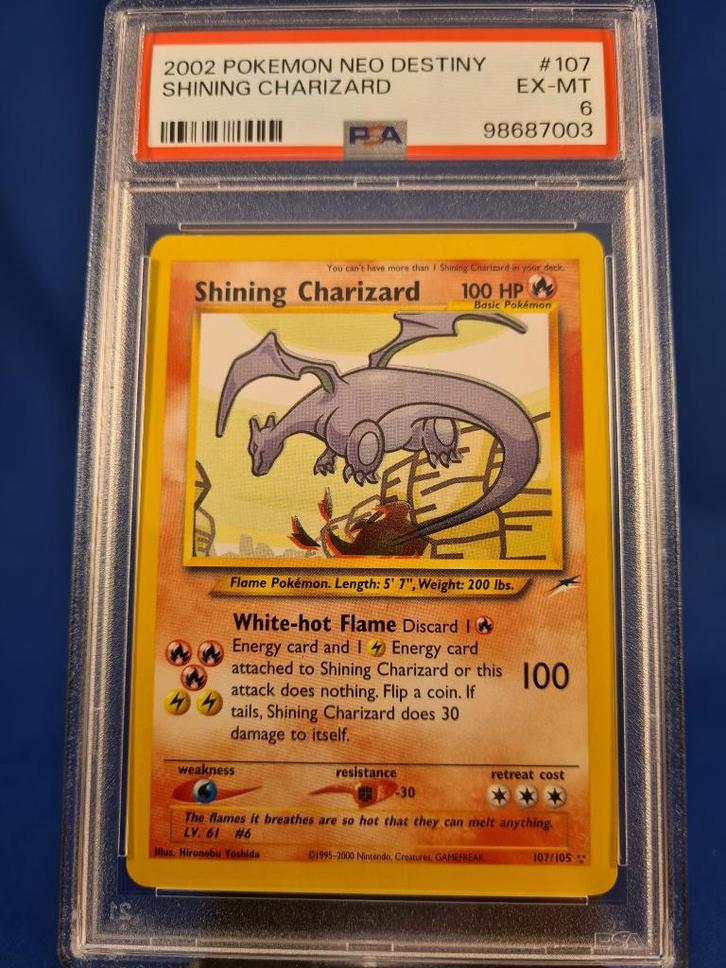 2002 POKEMON NEO DESTINY #107
SHINING CHARIZARD EX-MT
6
PSA 98687003
You can't have more than 1 Shining Charizard in your deck.
Shining Charizard 100 HP
Basic Pokémon
Flame Pokémon. Length: 5' 7", Weight: 200 lbs.
White-hot Flame Discard 1
Energy card and 1 Energy card
attached to Shining Charizard or this
attack does nothing. Flip a coin. If
tails, Shining Charizard does 30
damage to itself.
100
weakness resistance retreat cost
-30
The flames it breathes are so hot that they can melt anything.
LV. 61 #6
Illus. Hironobu Yoshida ©1995-2000 Nintendo, Creatures, GAMEFREAK. 107/105
PSA